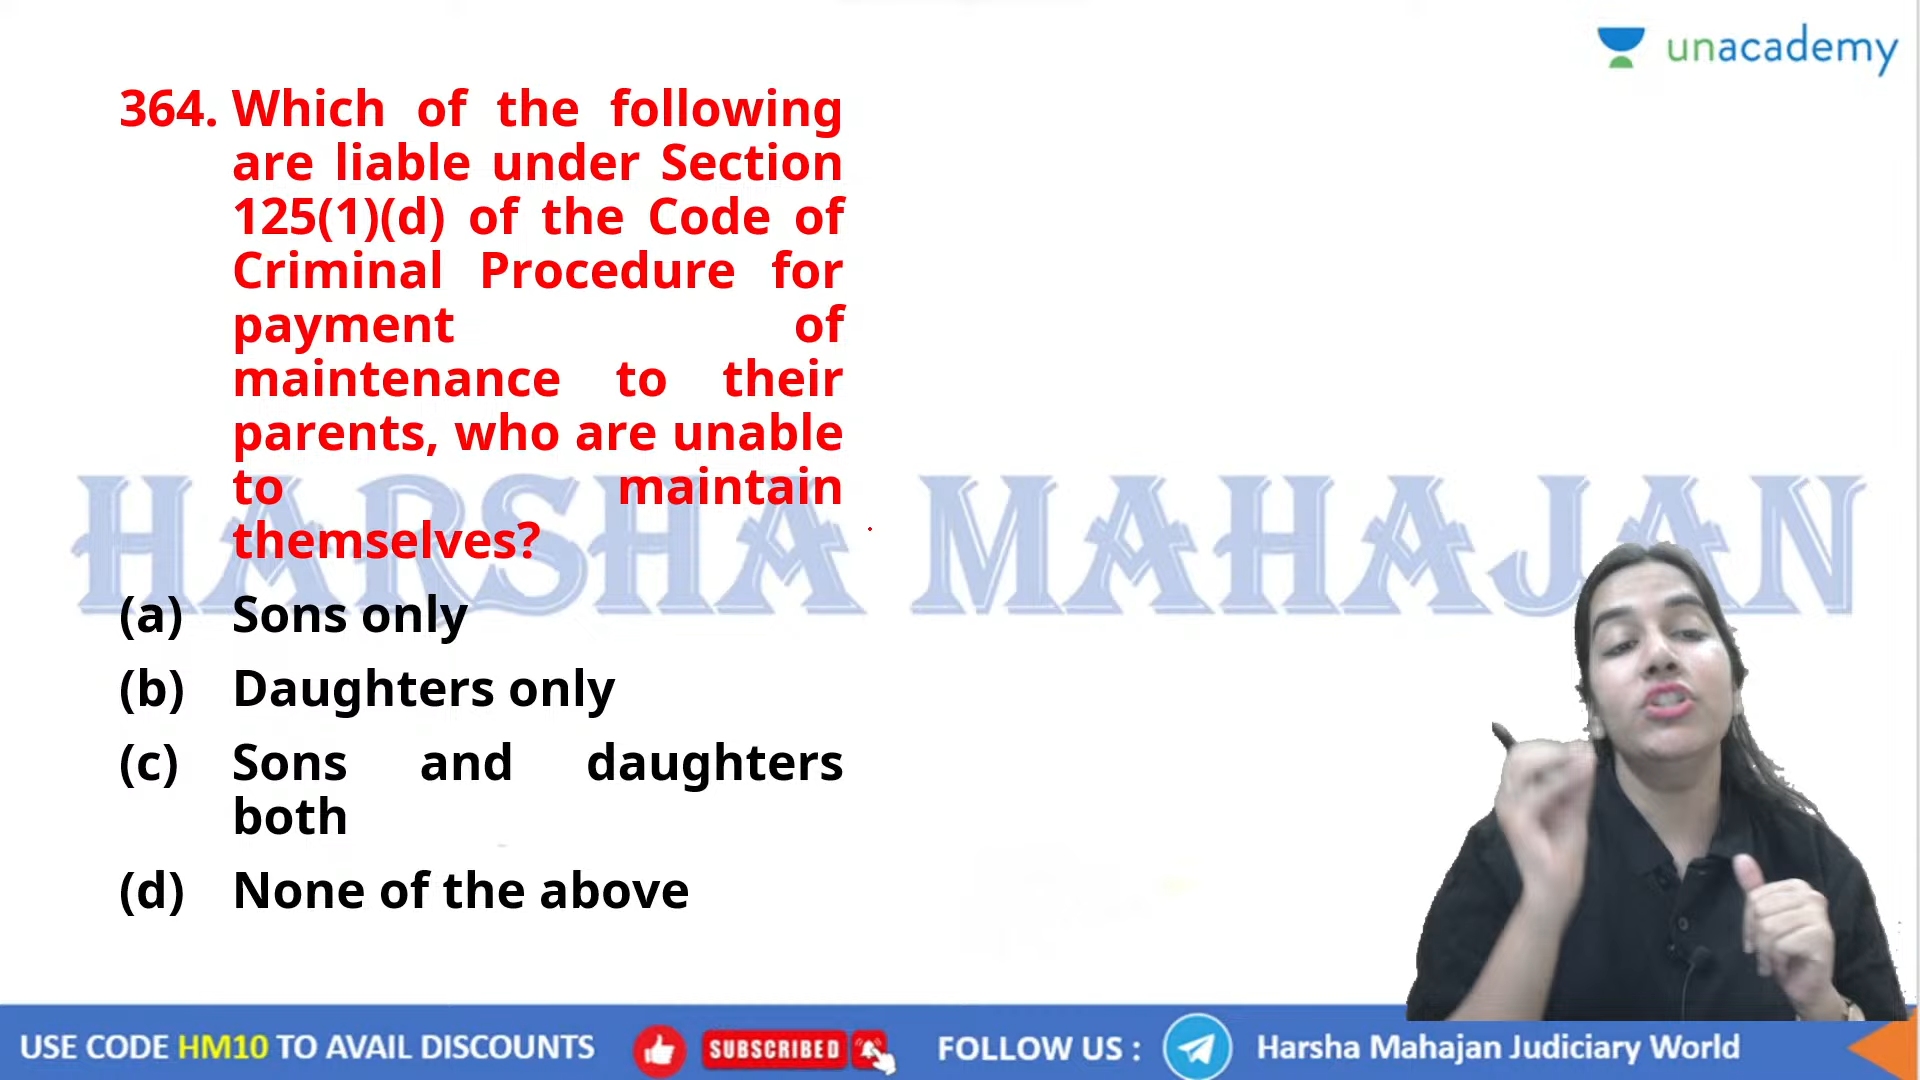 unacademy
364. Which of the following
are liable under Section
125(1)(d) of the Code of
Criminal Procedure for
payment of
maintenance to their
parents, who are unable
to maintain
themselves?
HARSHA MAHAJAN
(a) Sons only
(b) Daughters only
(c) Sons and daughters
both
(d) None of the above
USE CODE HM10 TO AVAIL DISCOUNTS SUBSCRIBED FOLLOW US : Harsha Mahajan Judiciary World